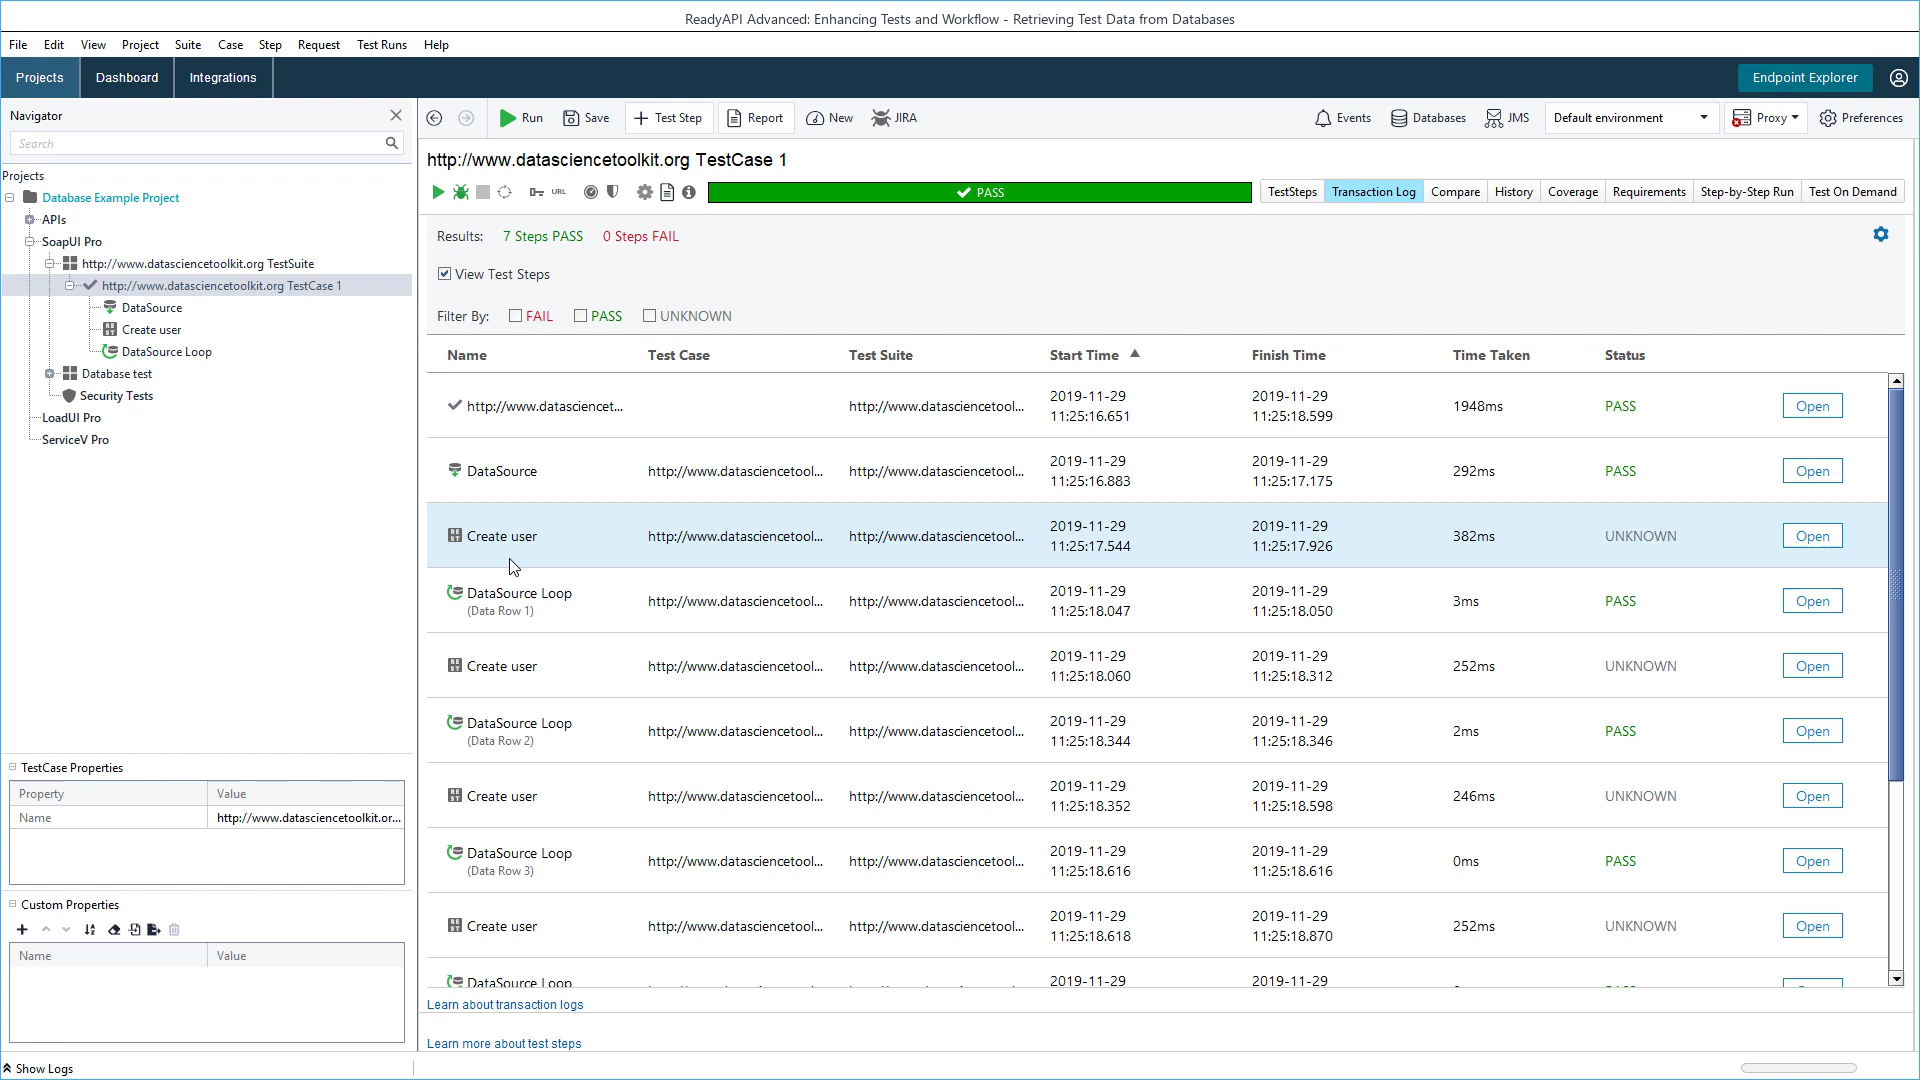 ReadyAPI Advanced: Enhancing Tests and Workflow - Retrieving Test Data from Databases
File Edit View Project Suite Case Step Request Test Runs Help
Projects Dashboard Integrations Endpoint Explorer
Navigator
Search
Run Save Test Step Report New JIRA Events Databases JMS Default environment Proxy Preferences
http://www.datasciencetoolkit.org TestCase 1
URL PASS TestSteps Transaction Log Compare History Coverage Requirements Step-by-Step Run Test On Demand
Projects
Database Example Project
APIs
SoapUI Pro
http://www.datasciencetoolkit.org TestSuite
http://www.datasciencetoolkit.org TestCase 1
DataSource
Create user
DataSource Loop
Database test
Security Tests
LoadUI Pro
ServiceV Pro
TestCase Properties
Property Value
Name http://www.datasciencetoolkit.or...
Custom Properties
Name Value
Results: 7 Steps PASS 0 Steps FAIL
View Test Steps
Filter By: FAIL PASS UNKNOWN
Name Test Case Test Suite Start Time Finish Time Time Taken Status
http://www.datasciencet... http://www.datasciencetool... 2019-11-29 11:25:16.651 2019-11-29 11:25:18.599 1948ms PASS Open
DataSource http://www.datasciencetool... http://www.datasciencetool... 2019-11-29 11:25:16.883 2019-11-29 11:25:17.175 292ms PASS Open
Create user http://www.datasciencetool... http://www.datasciencetool... 2019-11-29 11:25:17.544 2019-11-29 11:25:17.926 382ms UNKNOWN Open
DataSource Loop (Data Row 1) http://www.datasciencetool... http://www.datasciencetool... 2019-11-29 11:25:18.047 2019-11-29 11:25:18.050 3ms PASS Open
Create user http://www.datasciencetool... http://www.datasciencetool... 2019-11-29 11:25:18.060 2019-11-29 11:25:18.312 252ms UNKNOWN Open
DataSource Loop (Data Row 2) http://www.datasciencetool... http://www.datasciencetool... 2019-11-29 11:25:18.344 2019-11-29 11:25:18.346 2ms PASS Open
Create user http://www.datasciencetool... http://www.datasciencetool... 2019-11-29 11:25:18.352 2019-11-29 11:25:18.598 246ms UNKNOWN Open
DataSource Loop (Data Row 3) http://www.datasciencetool... http://www.datasciencetool... 2019-11-29 11:25:18.616 2019-11-29 11:25:18.616 0ms PASS Open
Create user http://www.datasciencetool... http://www.datasciencetool... 2019-11-29 11:25:18.618 2019-11-29 11:25:18.870 252ms UNKNOWN Open
DataSource Loop 2019-11-29 2019-11-29
Learn about transaction logs
Learn more about test steps
Show Logs